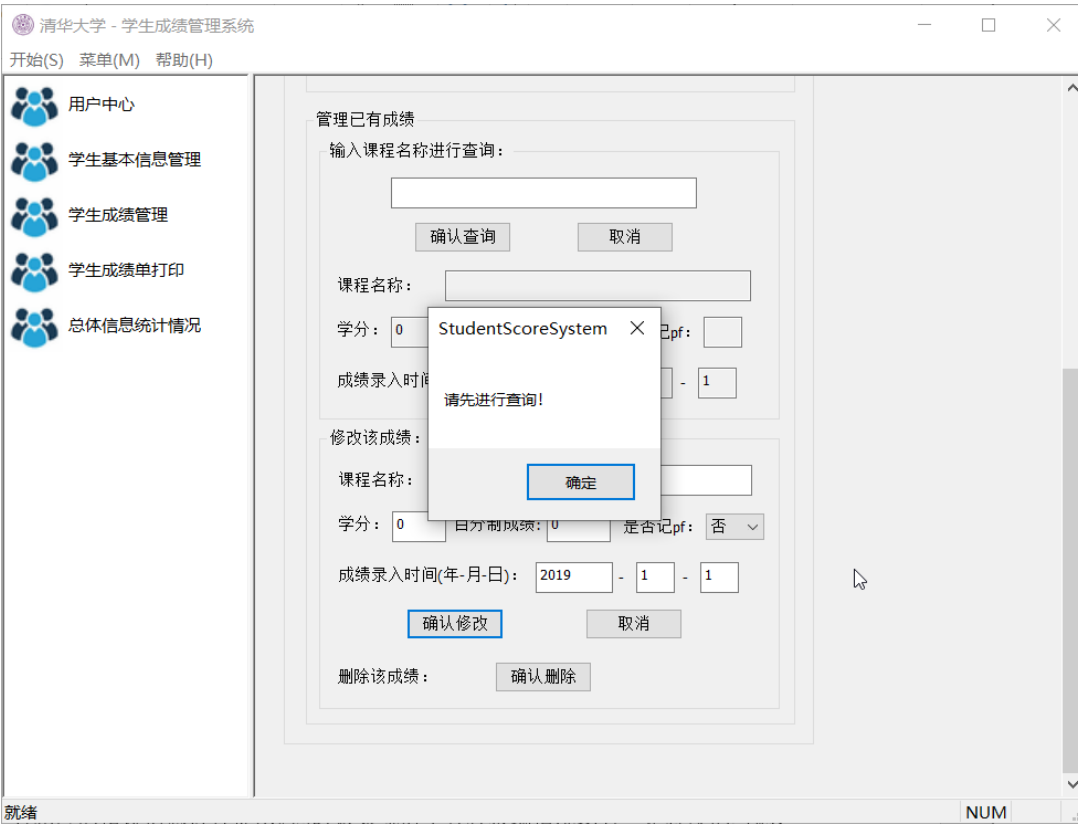 清华大学 - 学生成绩管理系统
开始(S) 菜单(M) 帮助(H)
用户中心
学生基本信息管理
学生成绩管理
学生成绩单打印
总体信息统计情况
管理已有成绩
输入课程名称进行查询：
确认查询 取消
课程名称：
学分： 0 记pf：
成绩录入时间 - 1
StudentScoreSystem
请先进行查询!
确定
修改该成绩：
课程名称：
学分： 0 百分制成绩: 0 是否记pf： 否
成绩录入时间(年-月-日)： 2019 - 1 - 1
确认修改 取消
删除该成绩： 确认删除
就绪 NUM